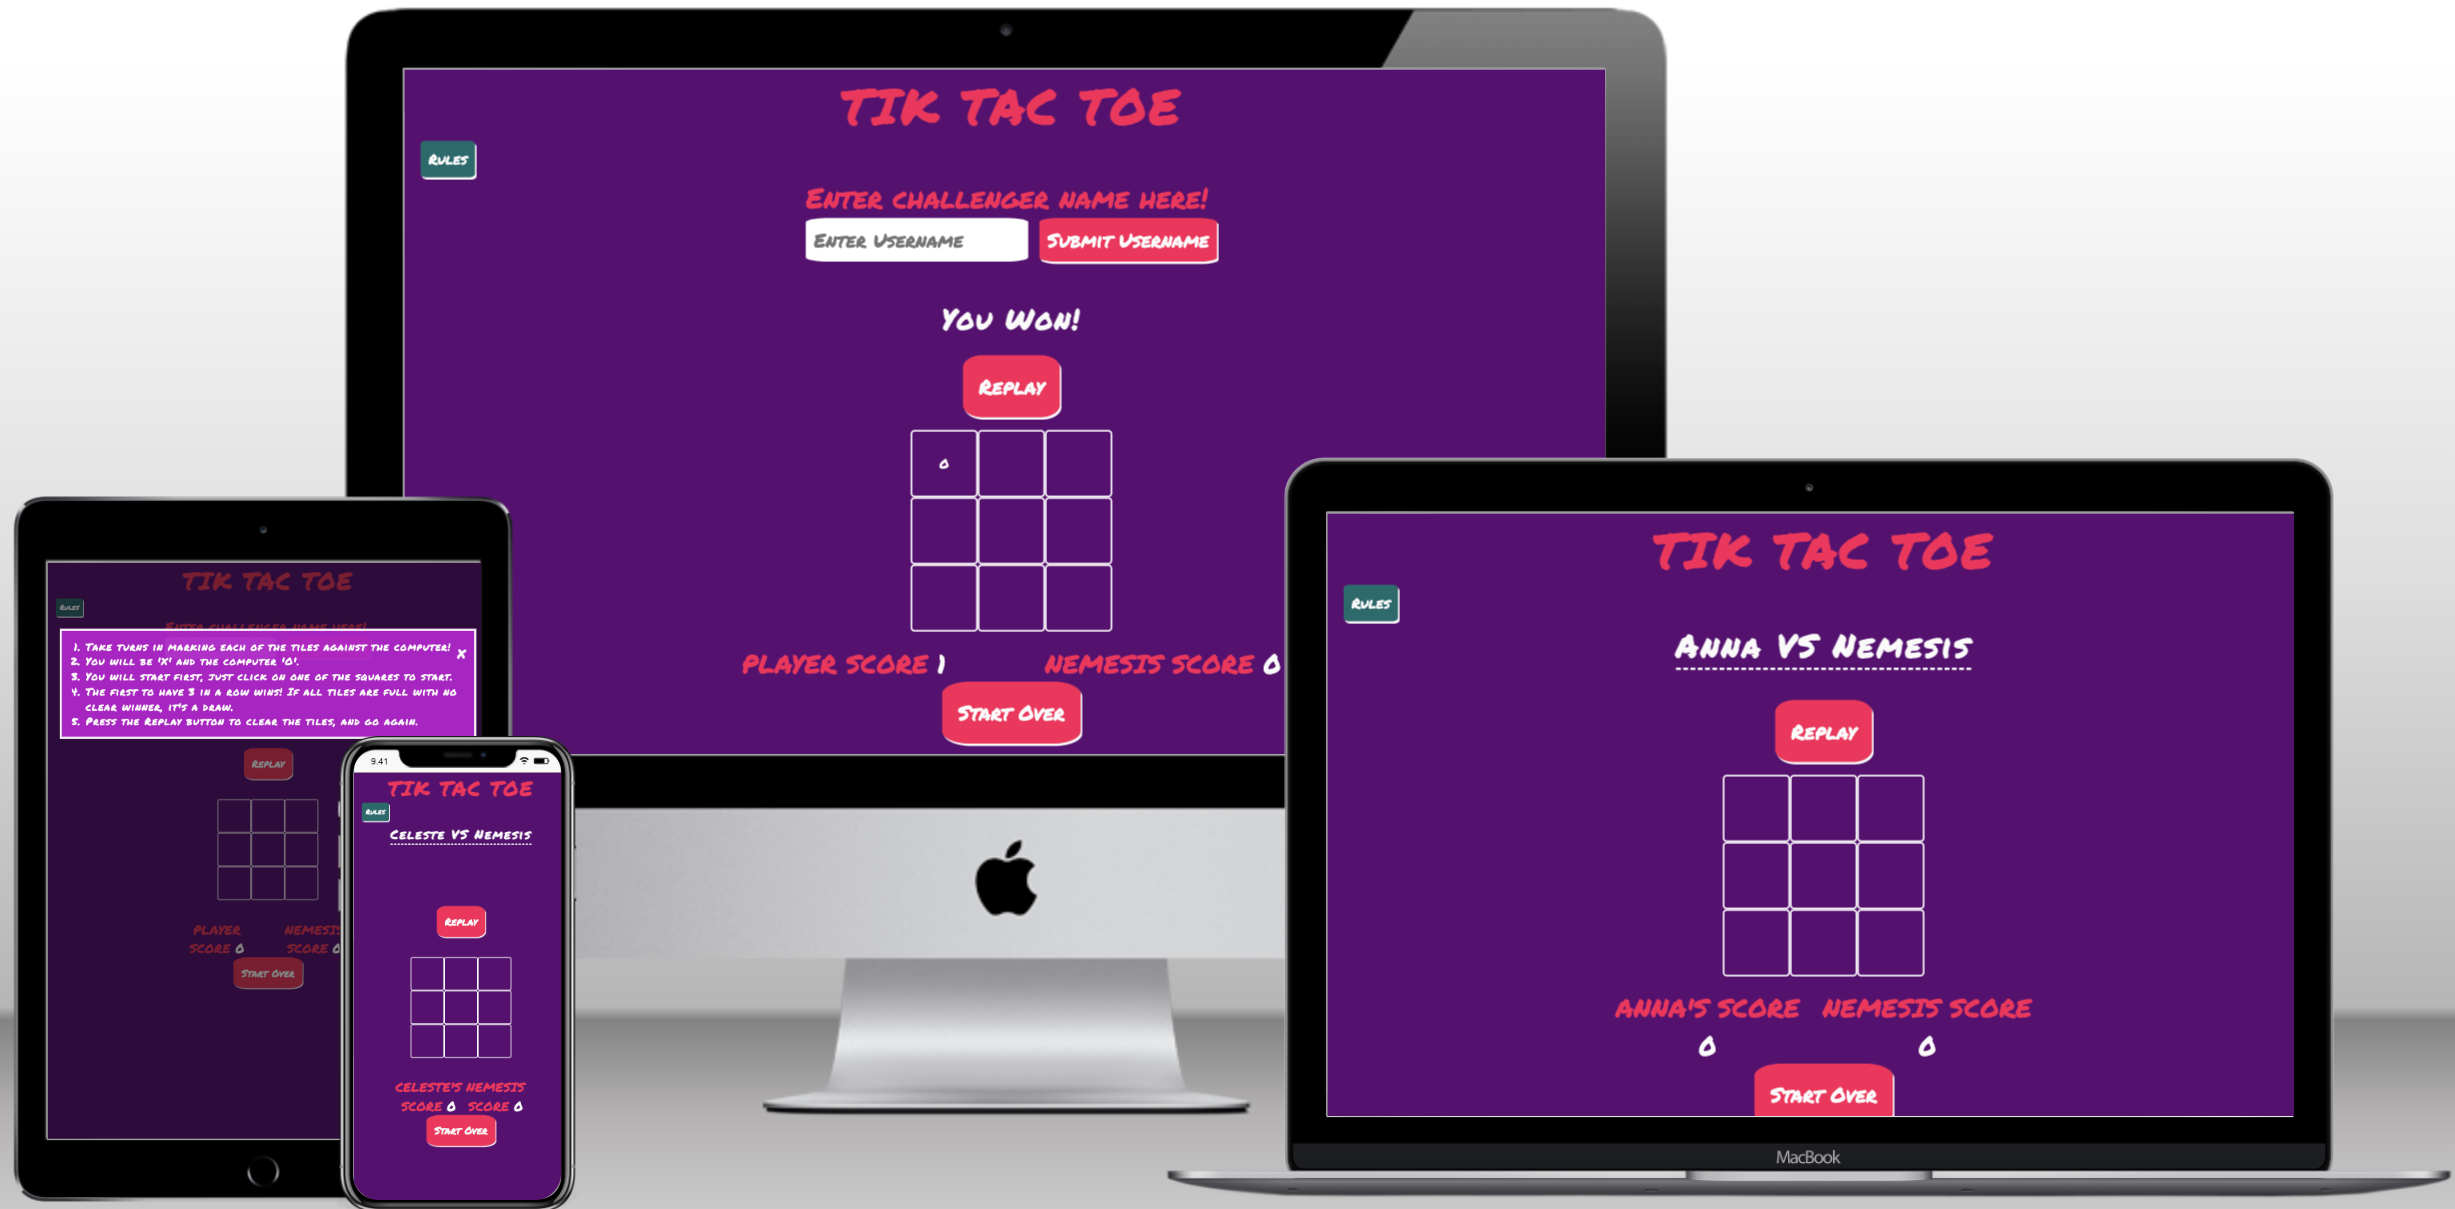 TIK TAC TOE
Rules
Enter challenger name here!
Enter Username
Submit Username
You Won!
Replay
O
PLAYER SCORE 1
NEMESIS SCORE 0
Start Over
TIK TAC TOE
Rules
Enter challenger name here!
1. Take turns in marking each of the tiles against the computer!
X
2. You will be 'X' and the computer 'O'.
3. You will start first, just click on one of the squares to start.
4. The first to have 3 in a row wins! If all tiles are full with no
clear winner, it's a draw.
5. Press the Replay button to clear the tiles, and go again.
Replay
PLAYER
SCORE 0
NEMESIS
SCORE 0
Start Over
9.41
TIK TAC TOE
Rules
Celeste VS Nemesis
Replay
CELESTE'S NEMESIS
SCORE 0 SCORE 0
Start Over
TIK TAC TOE
Rules
Anna VS Nemesis
Replay
ANNA'S SCORE NEMESIS SCORE
0 0
Start Over
MacBook